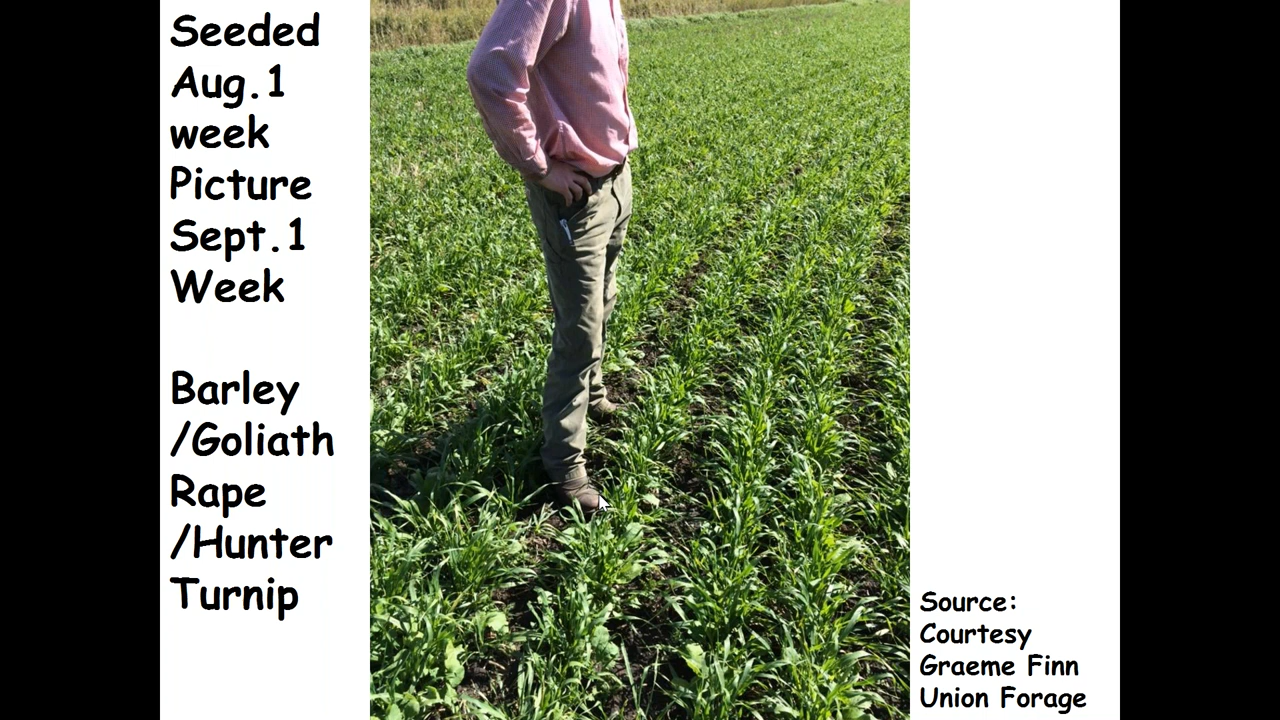 Seeded
Aug.1
week
Picture
Sept.1
Week
Barley
/Goliath
Rape
/Hunter
Turnip
Source:
Courtesy
Graeme Finn
Union Forage